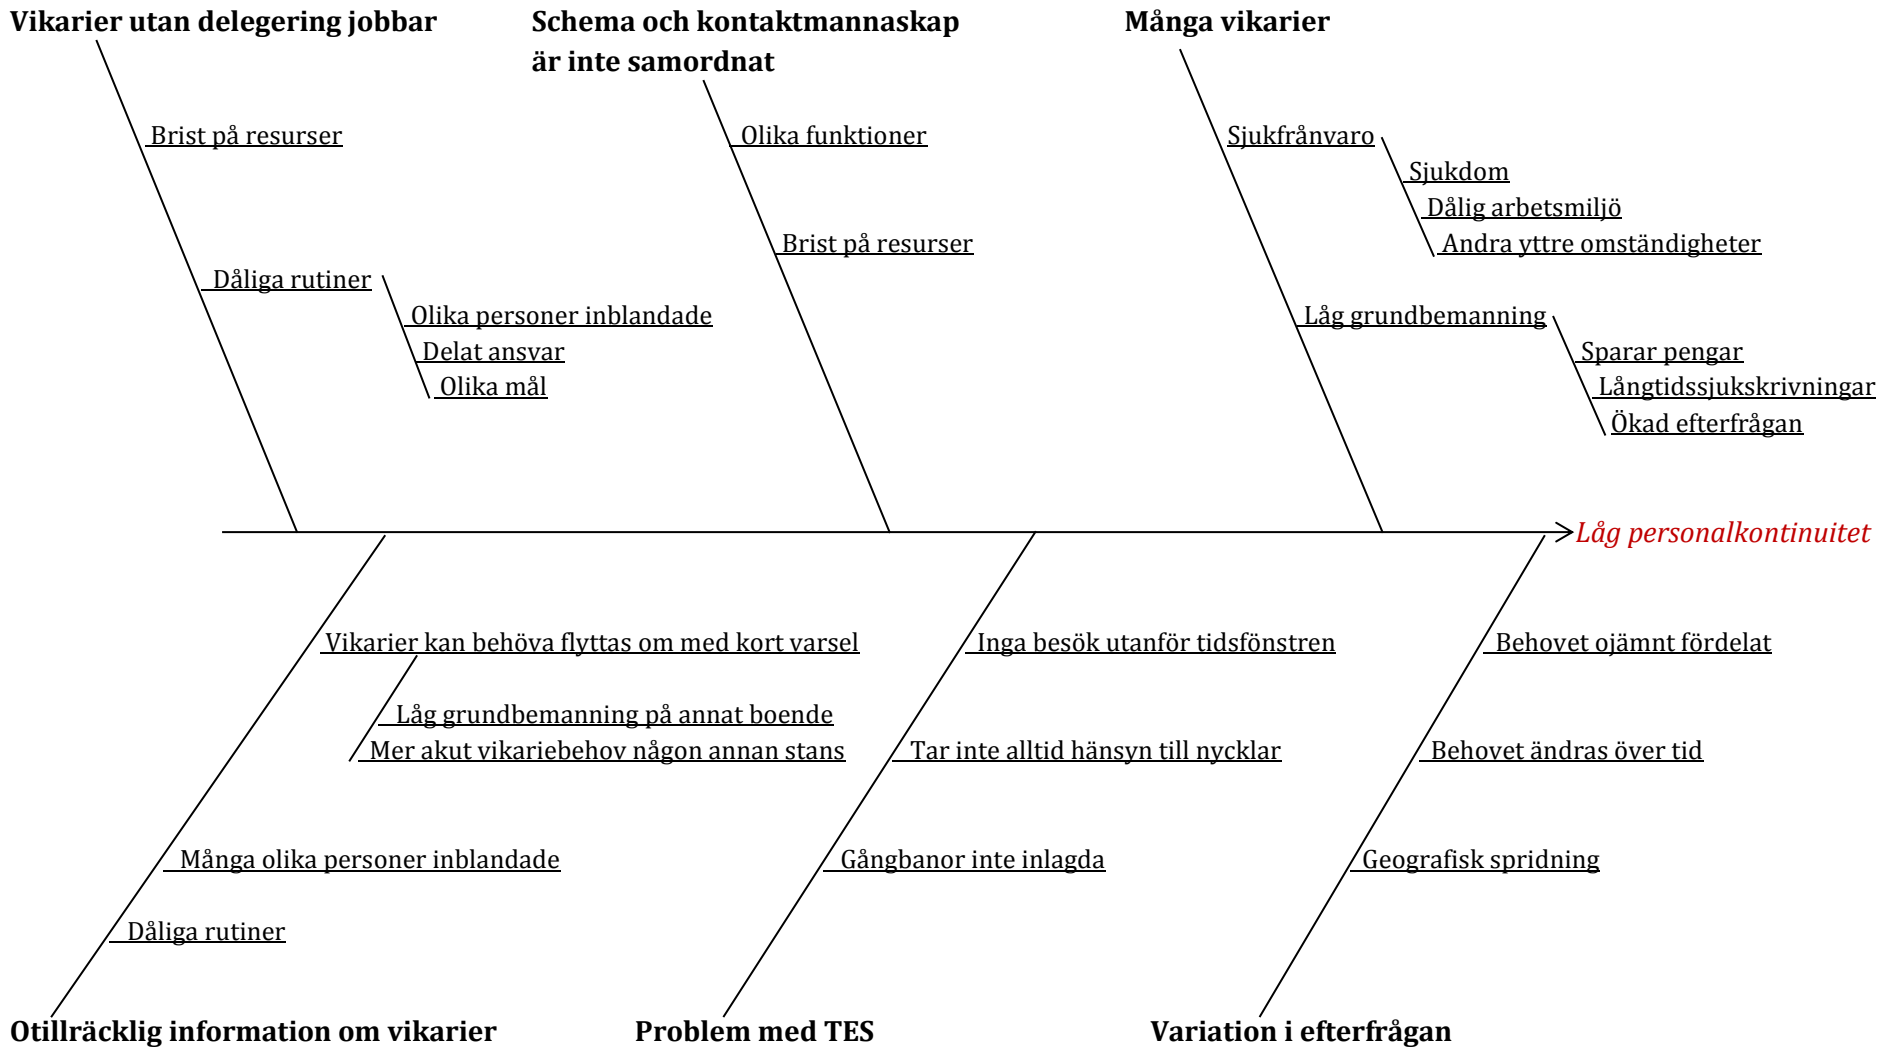 Vikarier utan delegering jobbar
Schema och kontaktmannaskap
är inte samordnat
Många vikarier
Brist på resurser
Olika funktioner
Sjukfrånvaro
Sjukdom
Dålig arbetsmiljö
Brist på resurser
Andra yttre omständigheter
Dåliga rutiner
Olika personer inblandade
Låg grundbemanning
Delat ansvar
Sparar pengar
Olika mål
Långtidssjukskrivningar
Ökad efterfrågan
Låg personalkontinuitet
Vikarier kan behöva flyttas om med kort varsel
Inga besök utanför tidsfönstren
Behovet ojämnt fördelat
Låg grundbemanning på annat boende
Mer akut vikariebehov någon annan stans
Tar inte alltid hänsyn till nycklar
Behovet ändras över tid
Många olika personer inblandade
Gångbanor inte inlagda
Geografisk spridning
Dåliga rutiner
Otillräcklig information om vikarier
Problem med TES
Variation i efterfrågan